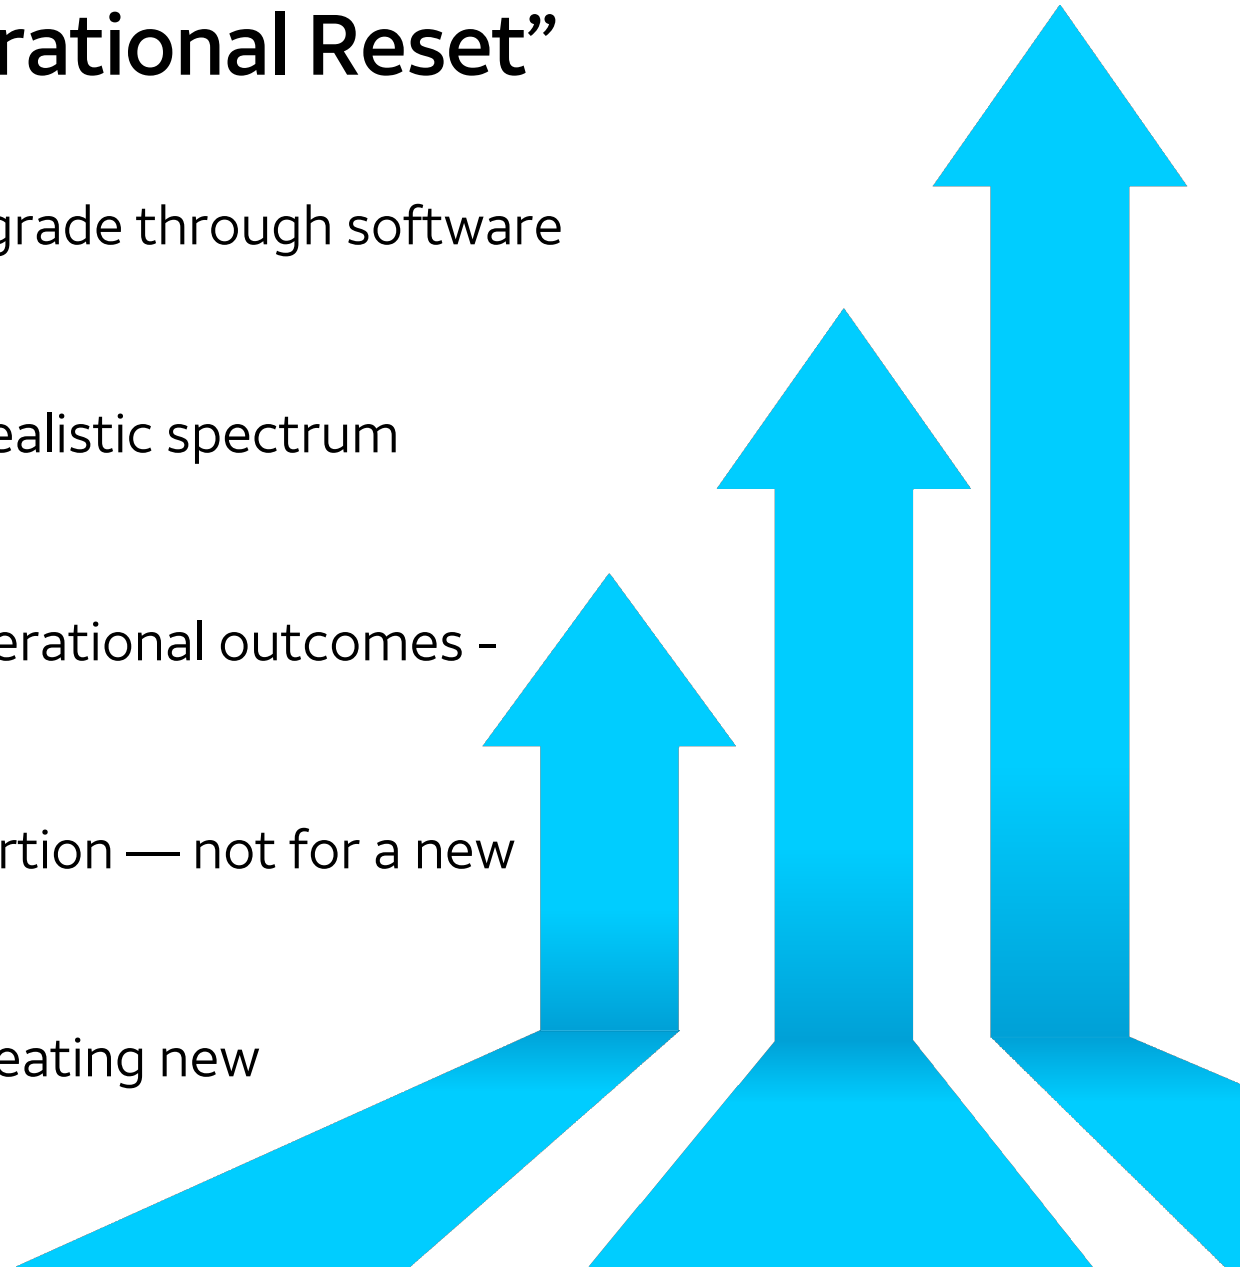 rational Reset”
grade through software
ealistic spectrum
erational outcomes -
rtion — not for a new
eating new